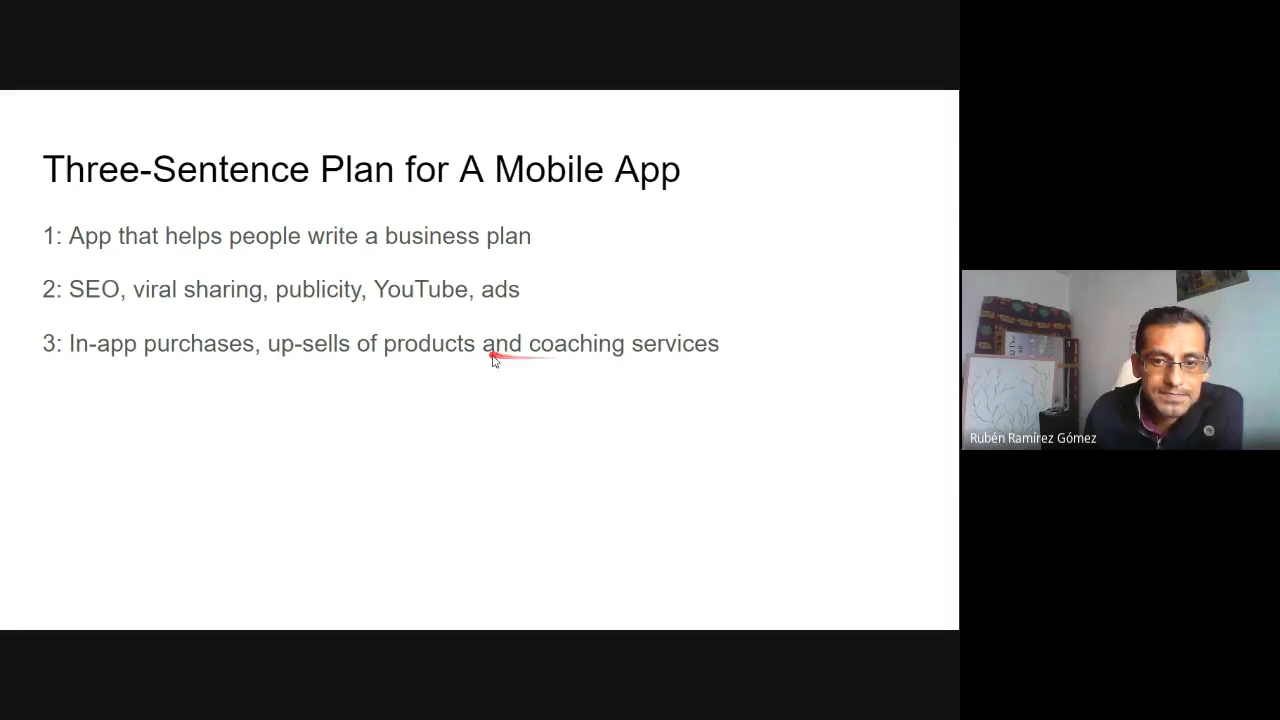 Three-Sentence Plan for A Mobile App
1: App that helps people write a business plan
2: SEO, viral sharing, publicity, YouTube, ads
3: In-app purchases, up-sells of products and coaching services
Rubén Ramírez Gómez